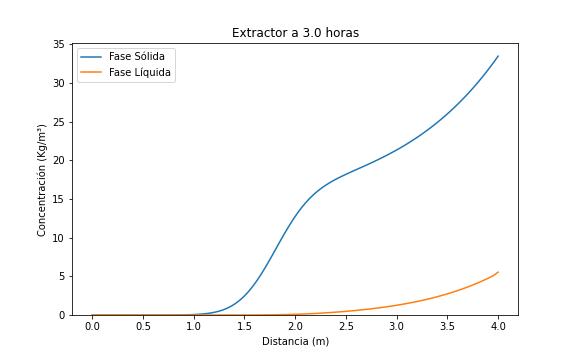 Extractor a 3.0 horas
Fase Sólida
Fase Líquida
Concentración (Kg/m³)
35
30
25
20
15
10
5
0
0.0 0.5 1.0 1.5 2.0 2.5 3.0 3.5 4.0
Distancia (m)